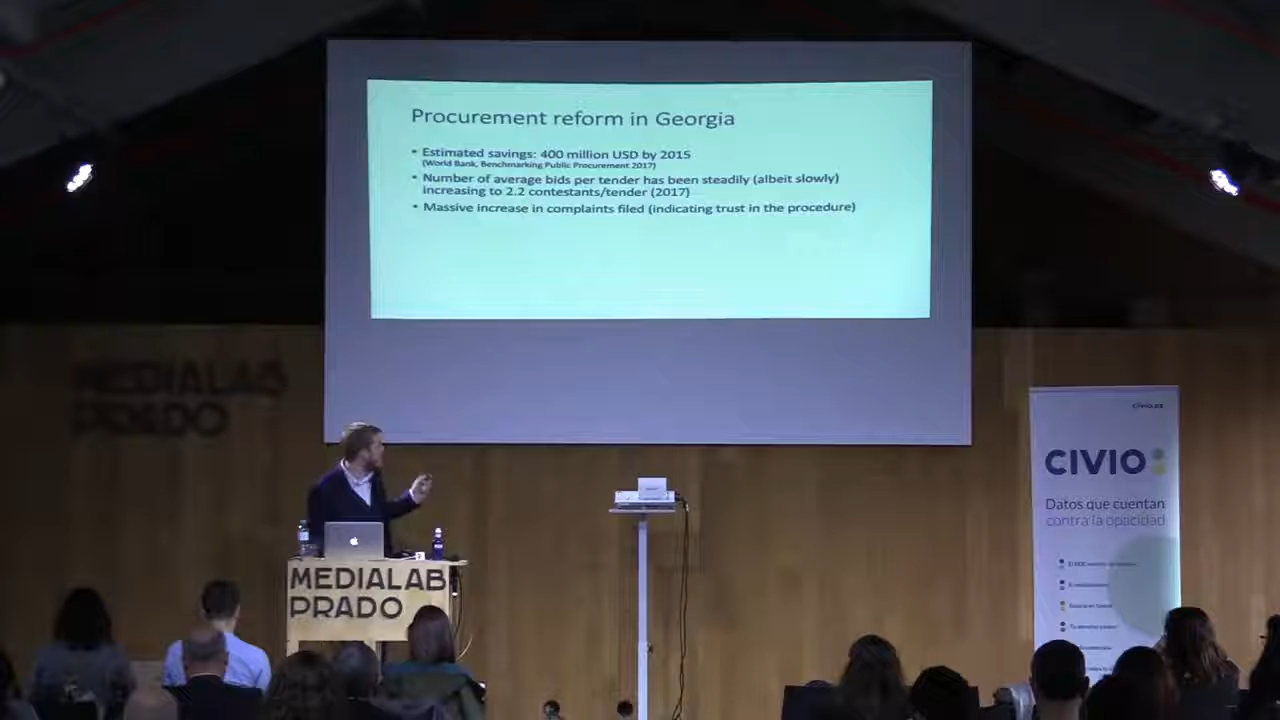 Procurement reform in Georgia
• Estimated savings: 400 million USD by 2015
(World Bank, Benchmarking Public Procurement 2017)
• Number of average bids per tender has been steadily (albeit slowly)
increasing to 2.2 contestants/tender (2017)
• Massive increase in complaints filed (indicating trust in the procedure)
MEDIALAB
PRADO
MEDIALAB
PRADO
CIVIO
Datos que cuentan
contra la opacidad